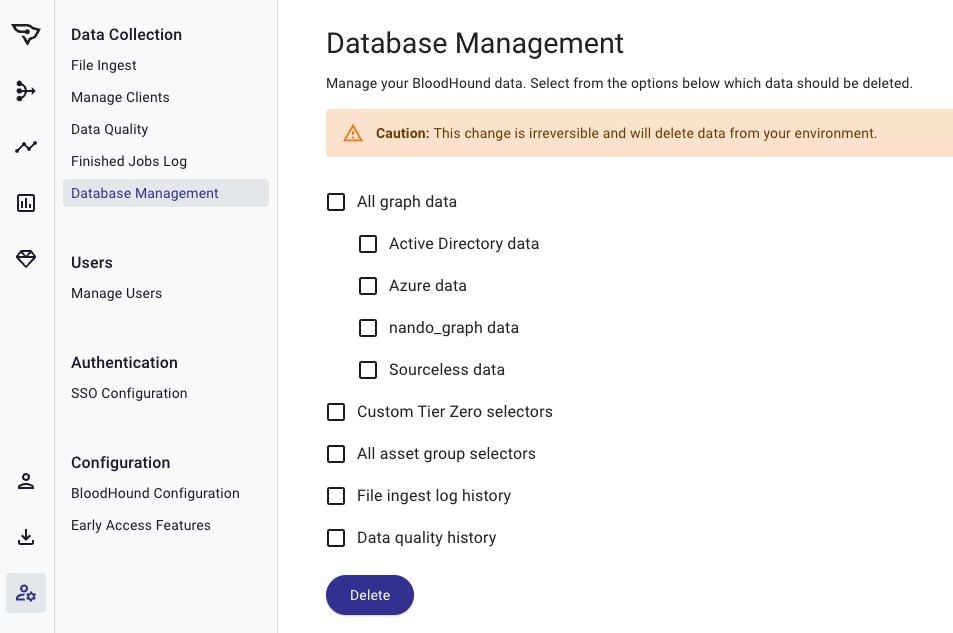 Data Collection
File Ingest
Manage Clients
Data Quality
Finished Jobs Log
Database Management
Users
Manage Users
Authentication
SSO Configuration
Configuration
BloodHound Configuration
Early Access Features
Database Management
Manage your BloodHound data. Select from the options below which data should be deleted.
Caution: This change is irreversible and will delete data from your environment.
All graph data
Active Directory data
Azure data
nando_graph data
Sourceless data
Custom Tier Zero selectors
All asset group selectors
File ingest log history
Data quality history
Delete